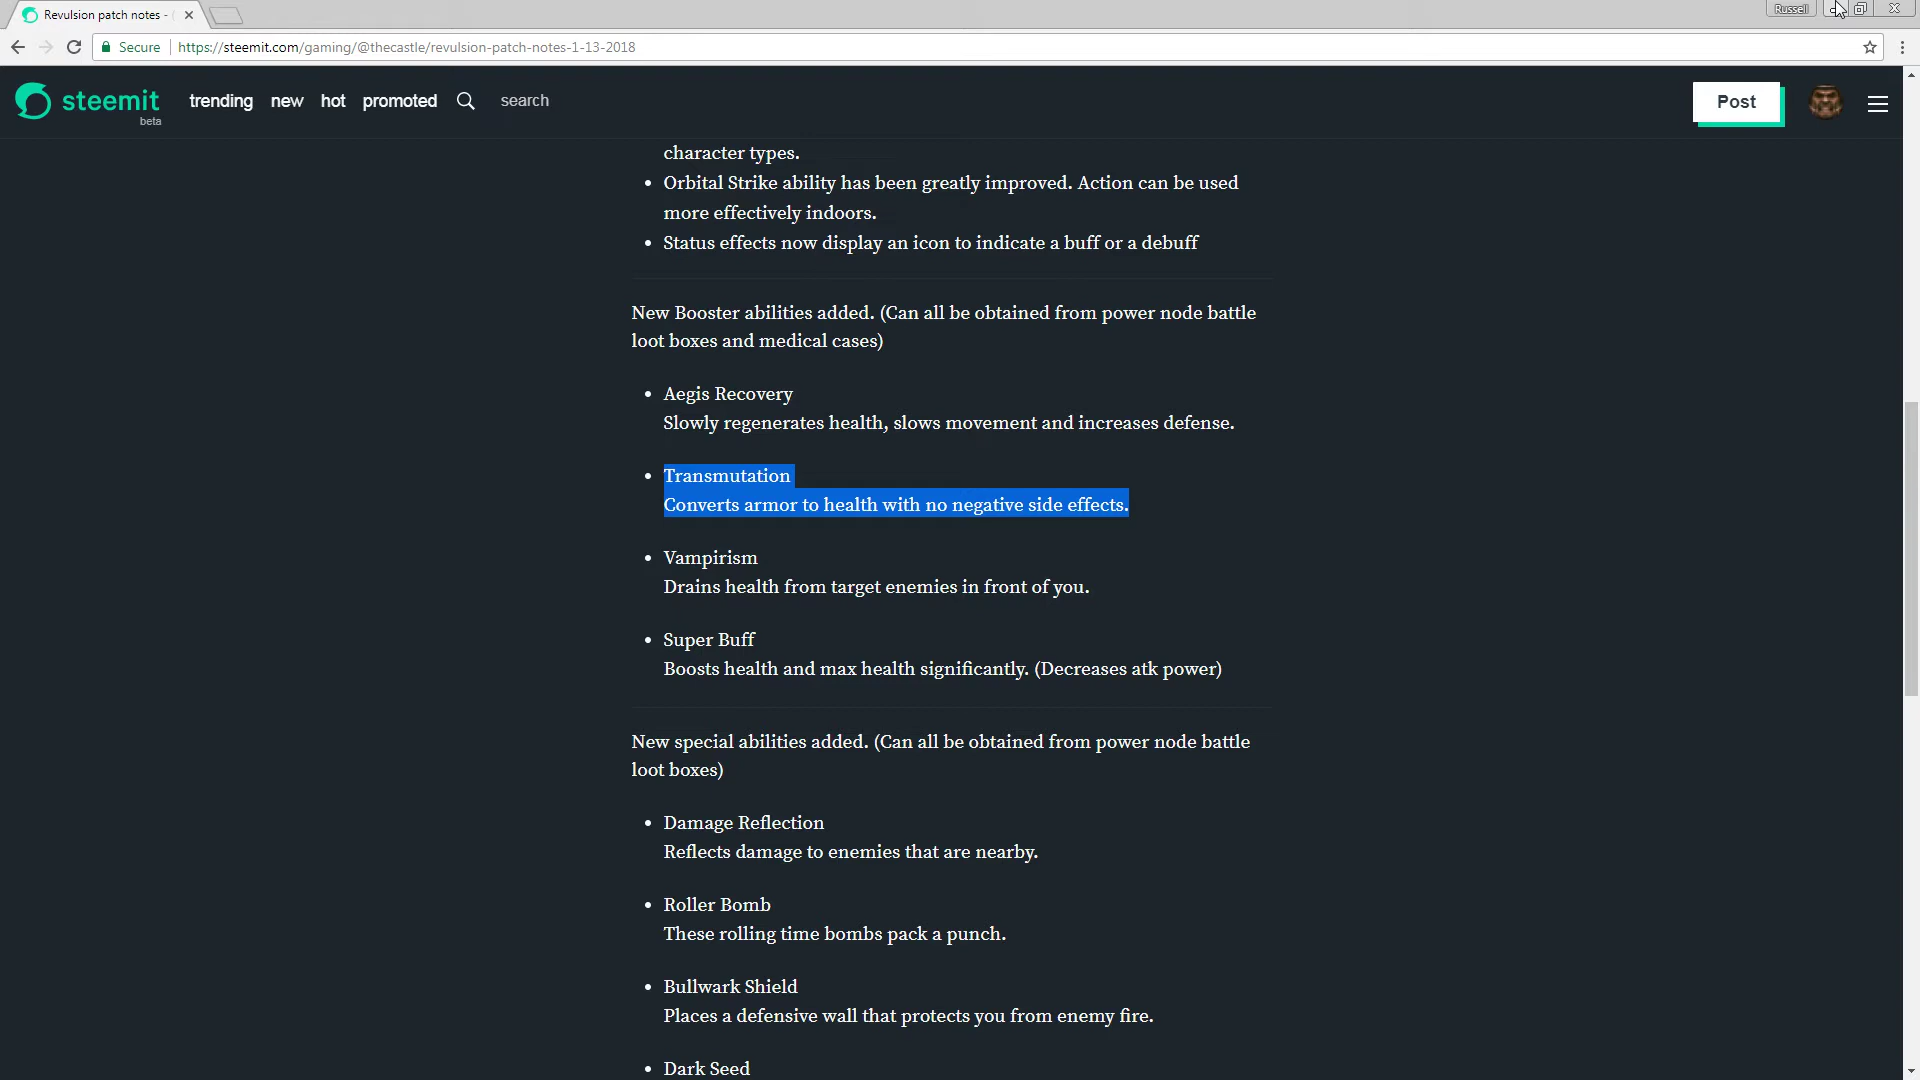 Revulsion patch notes -
Russell
Secure
https://steemit.com/gaming/@thecastle/revulsion-patch-notes-1-13-2018
steemit
beta
trending
new
hot
promoted
search
Post
character types.
• Orbital Strike ability has been greatly improved. Action can be used
more effectively indoors.
• Status effects now display an icon to indicate a buff or a debuff
New Booster abilities added. (Can all be obtained from power node battle
loot boxes and medical cases)
• Aegis Recovery
Slowly regenerates health, slows movement and increases defense.
• Transmutation
Converts armor to health with no negative side effects.
• Vampirism
Drains health from target enemies in front of you.
• Super Buff
Boosts health and max health significantly. (Decreases atk power)
New special abilities added. (Can all be obtained from power node battle
loot boxes)
• Damage Reflection
Reflects damage to enemies that are nearby.
• Roller Bomb
These rolling time bombs pack a punch.
• Bullwark Shield
Places a defensive wall that protects you from enemy fire.
• Dark Seed